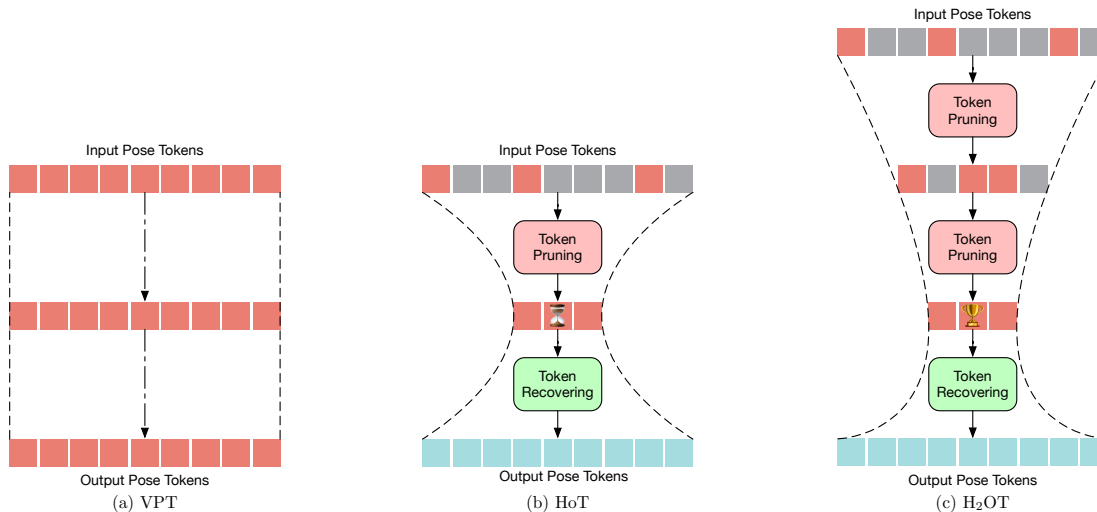 Input Pose Tokens
Output Pose Tokens
(a) VPT
Input Pose Tokens
Token
Pruning
Token
Recovering
Output Pose Tokens
(b) HoT
Input Pose Tokens
Token
Pruning
Token
Pruning
Token
Recovering
Output Pose Tokens
(c) H₂OT